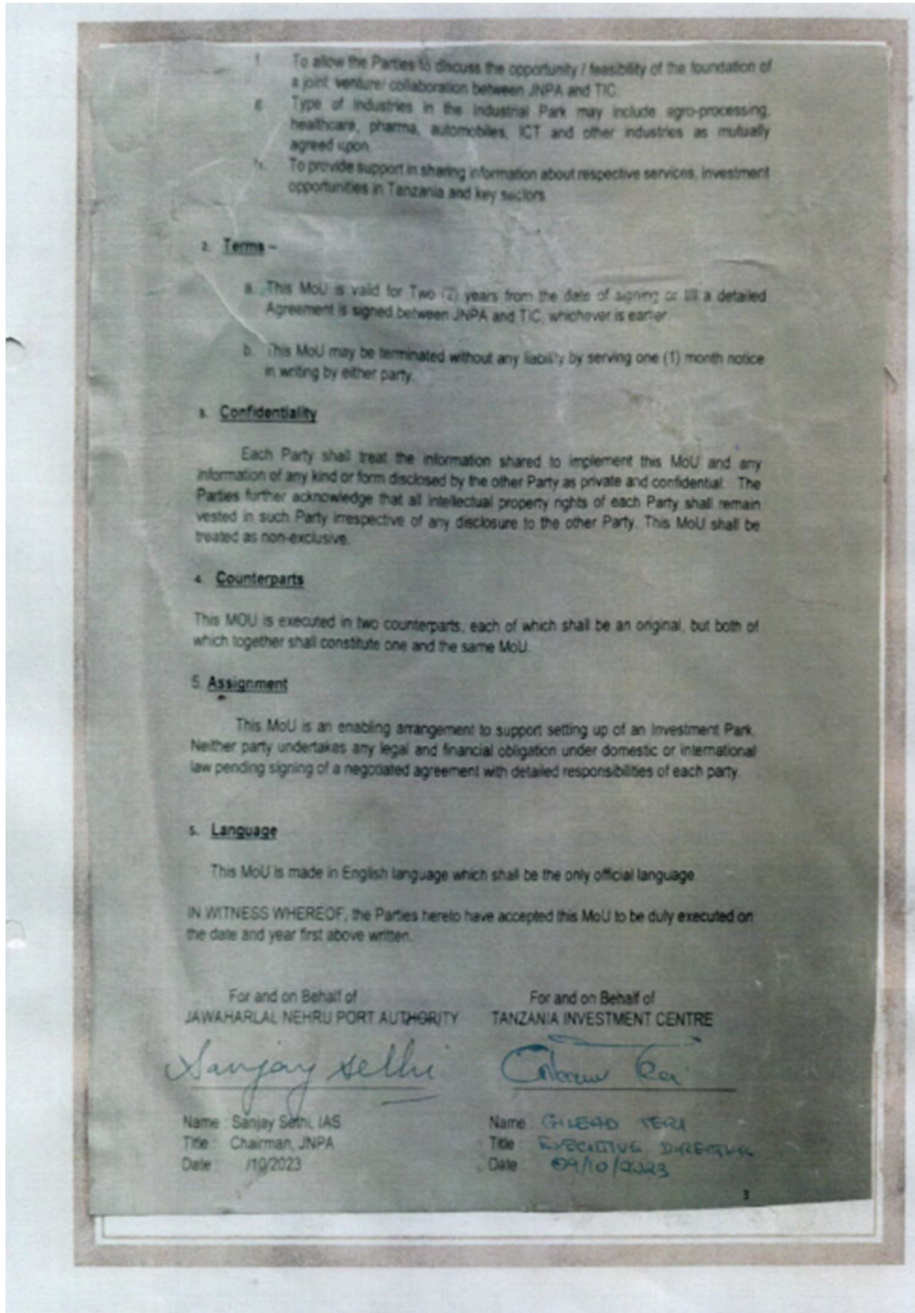 f. To allow the Parties to discuss the opportunity / feasibility of the foundation of
a joint venture/ collaboration between JNPA and TIC.
g. Type of Industries in the Industrial Park may include agro-processing,
healthcare, pharma, automobiles, ICT and other industries as mutually
agreed upon.
h. To provide support in sharing information about respective services, investment
opportunities in Tanzania and key sectors
2. Terms –
a. This MoU is valid for Two (2) years from the date of signing or till a detailed
Agreement is signed between JNPA and TIC, whichever is earlier
b. This MoU may be terminated without any liability by serving one (1) month notice
in writing by either party.
3. Confidentiality
Each Party shall treat the information shared to implement this MoU and any
information of any kind or form disclosed by the other Party as private and confidential. The
Parties further acknowledge that all intellectual property rights of each Party shall remain
vested in such Party irrespective of any disclosure to the other Party. This MoU shall be
treated as non-exclusive.
4. Counterparts
This MOU is executed in two counterparts, each of which shall be an original, but both of
which together shall constitute one and the same MoU.
5. Assignment
This MoU is an enabling arrangement to support setting up of an Investment Park.
Neither party undertakes any legal and financial obligation under domestic or international
law pending signing of a negotiated agreement with detailed responsibilities of each party.
5. Language
This MoU is made in English language which shall be the only official language
IN WITNESS WHEREOF, the Parties hereto have accepted this MoU to be duly executed on
the date and year first above written.
For and on Behalf of
JAWAHARLAL NEHRU PORT AUTHORITY
Sanjay Sethi
Name : Sanjay Sethi, IAS
Title : Chairman, JNPA
Date : /10/2023
For and on Behalf of
TANZANIA INVESTMENT CENTRE
Name : GILEAD TERI
Title : EXECUTIVE DIRECTOR
Date : 09/10/2023
3